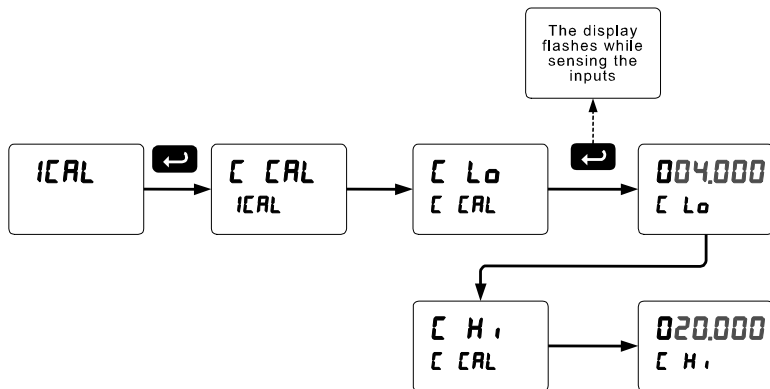 The display
flashes while
sensing the
inputs
ICAL
C CAL
ICAL
C Lo
C CAL
004.000
C Lo
C Hi
C CAL
020.000
C Hi